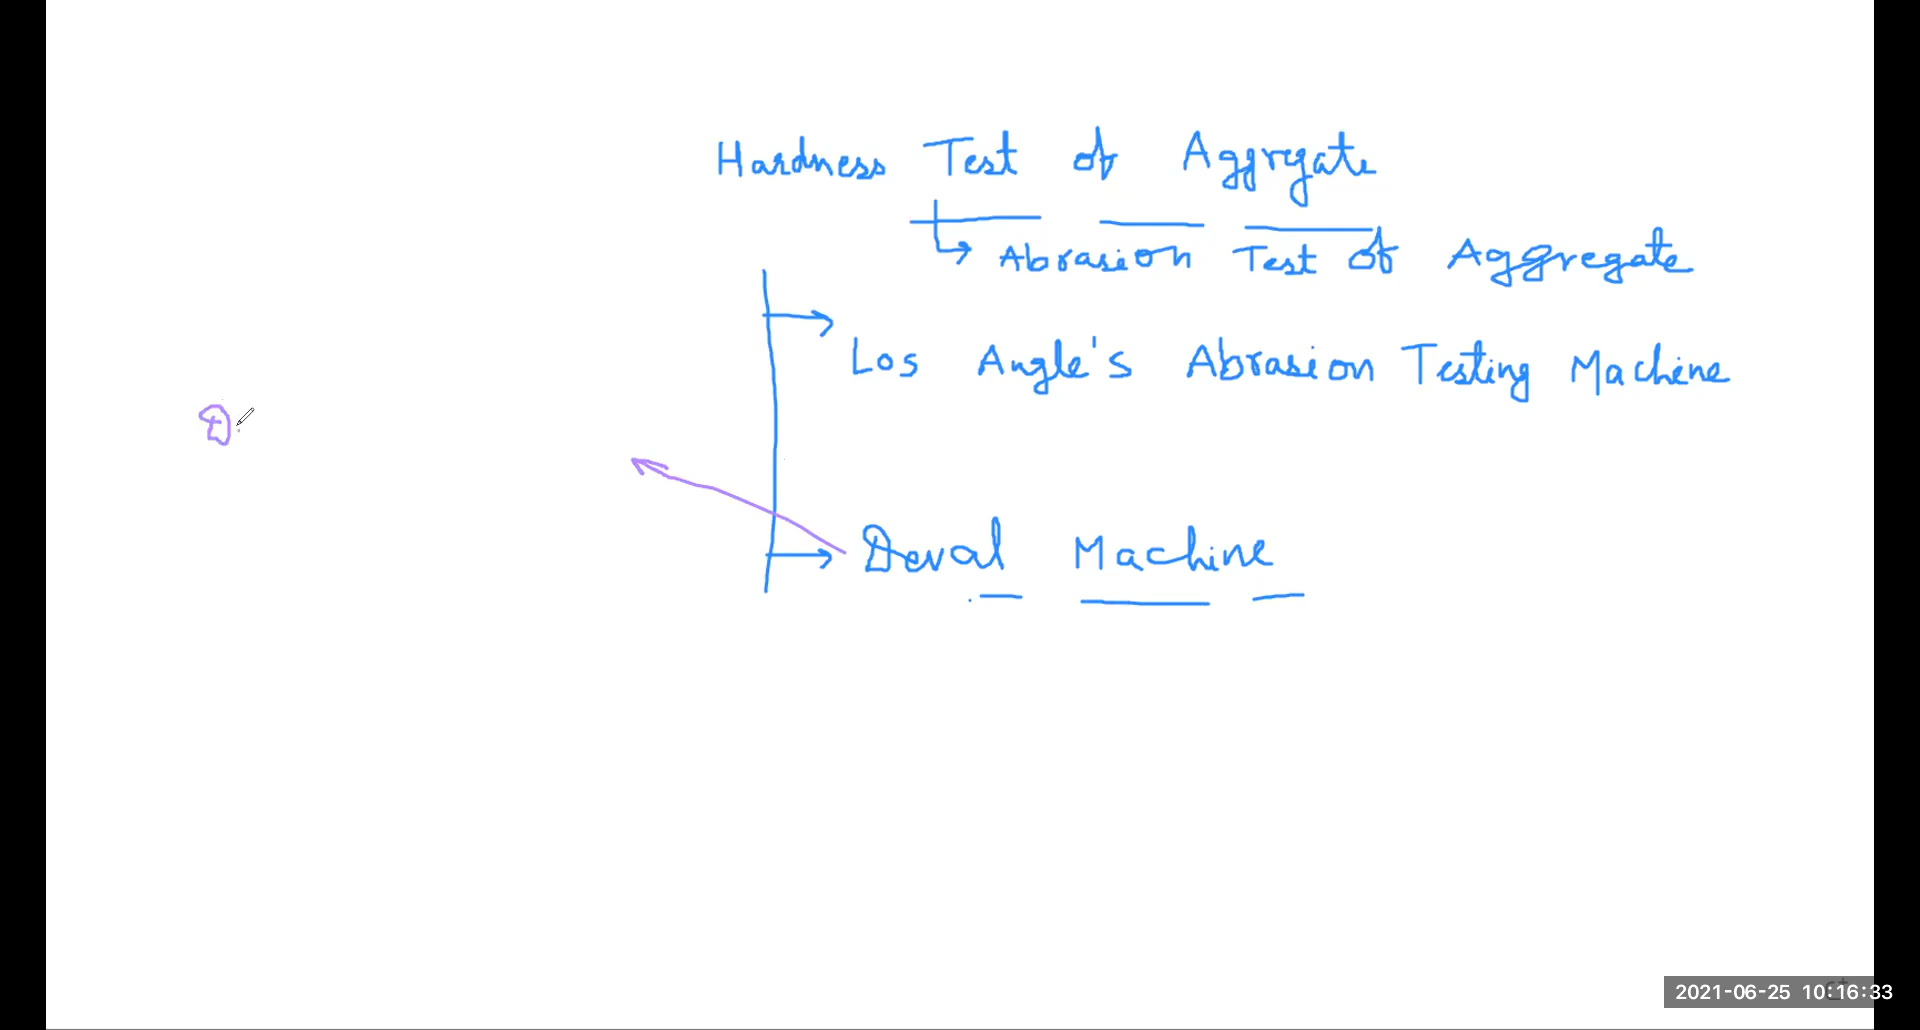 Hardness Test of Aggregate
Abrasion Test of Aggregate
Los Angle's Abrasion Testing Machine
D
Deval Machine
2021-06-25 10:16:33